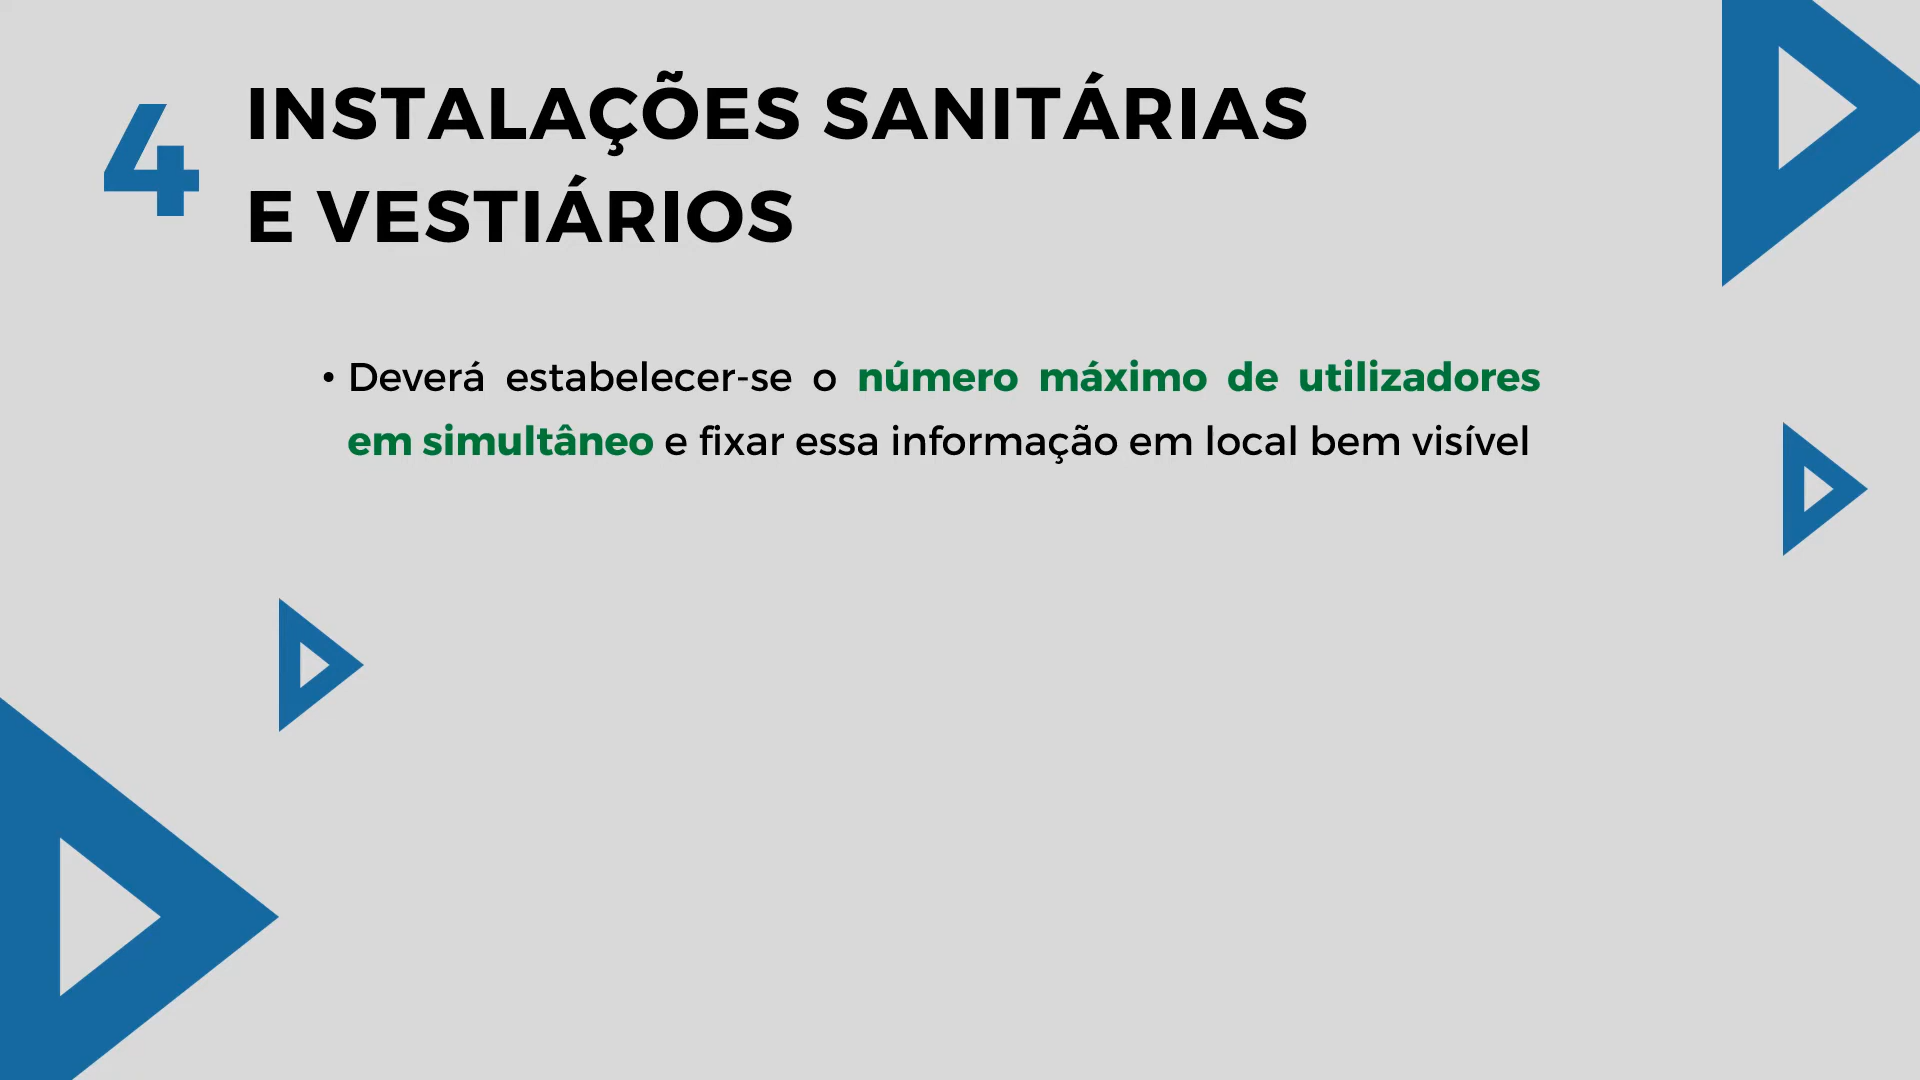 4
INSTALAÇÕES SANITÁRIAS
E VESTIÁRIOS
• Deverá estabelecer-se o número máximo de utilizadores
em simultâneo e fixar essa informação em local bem visível